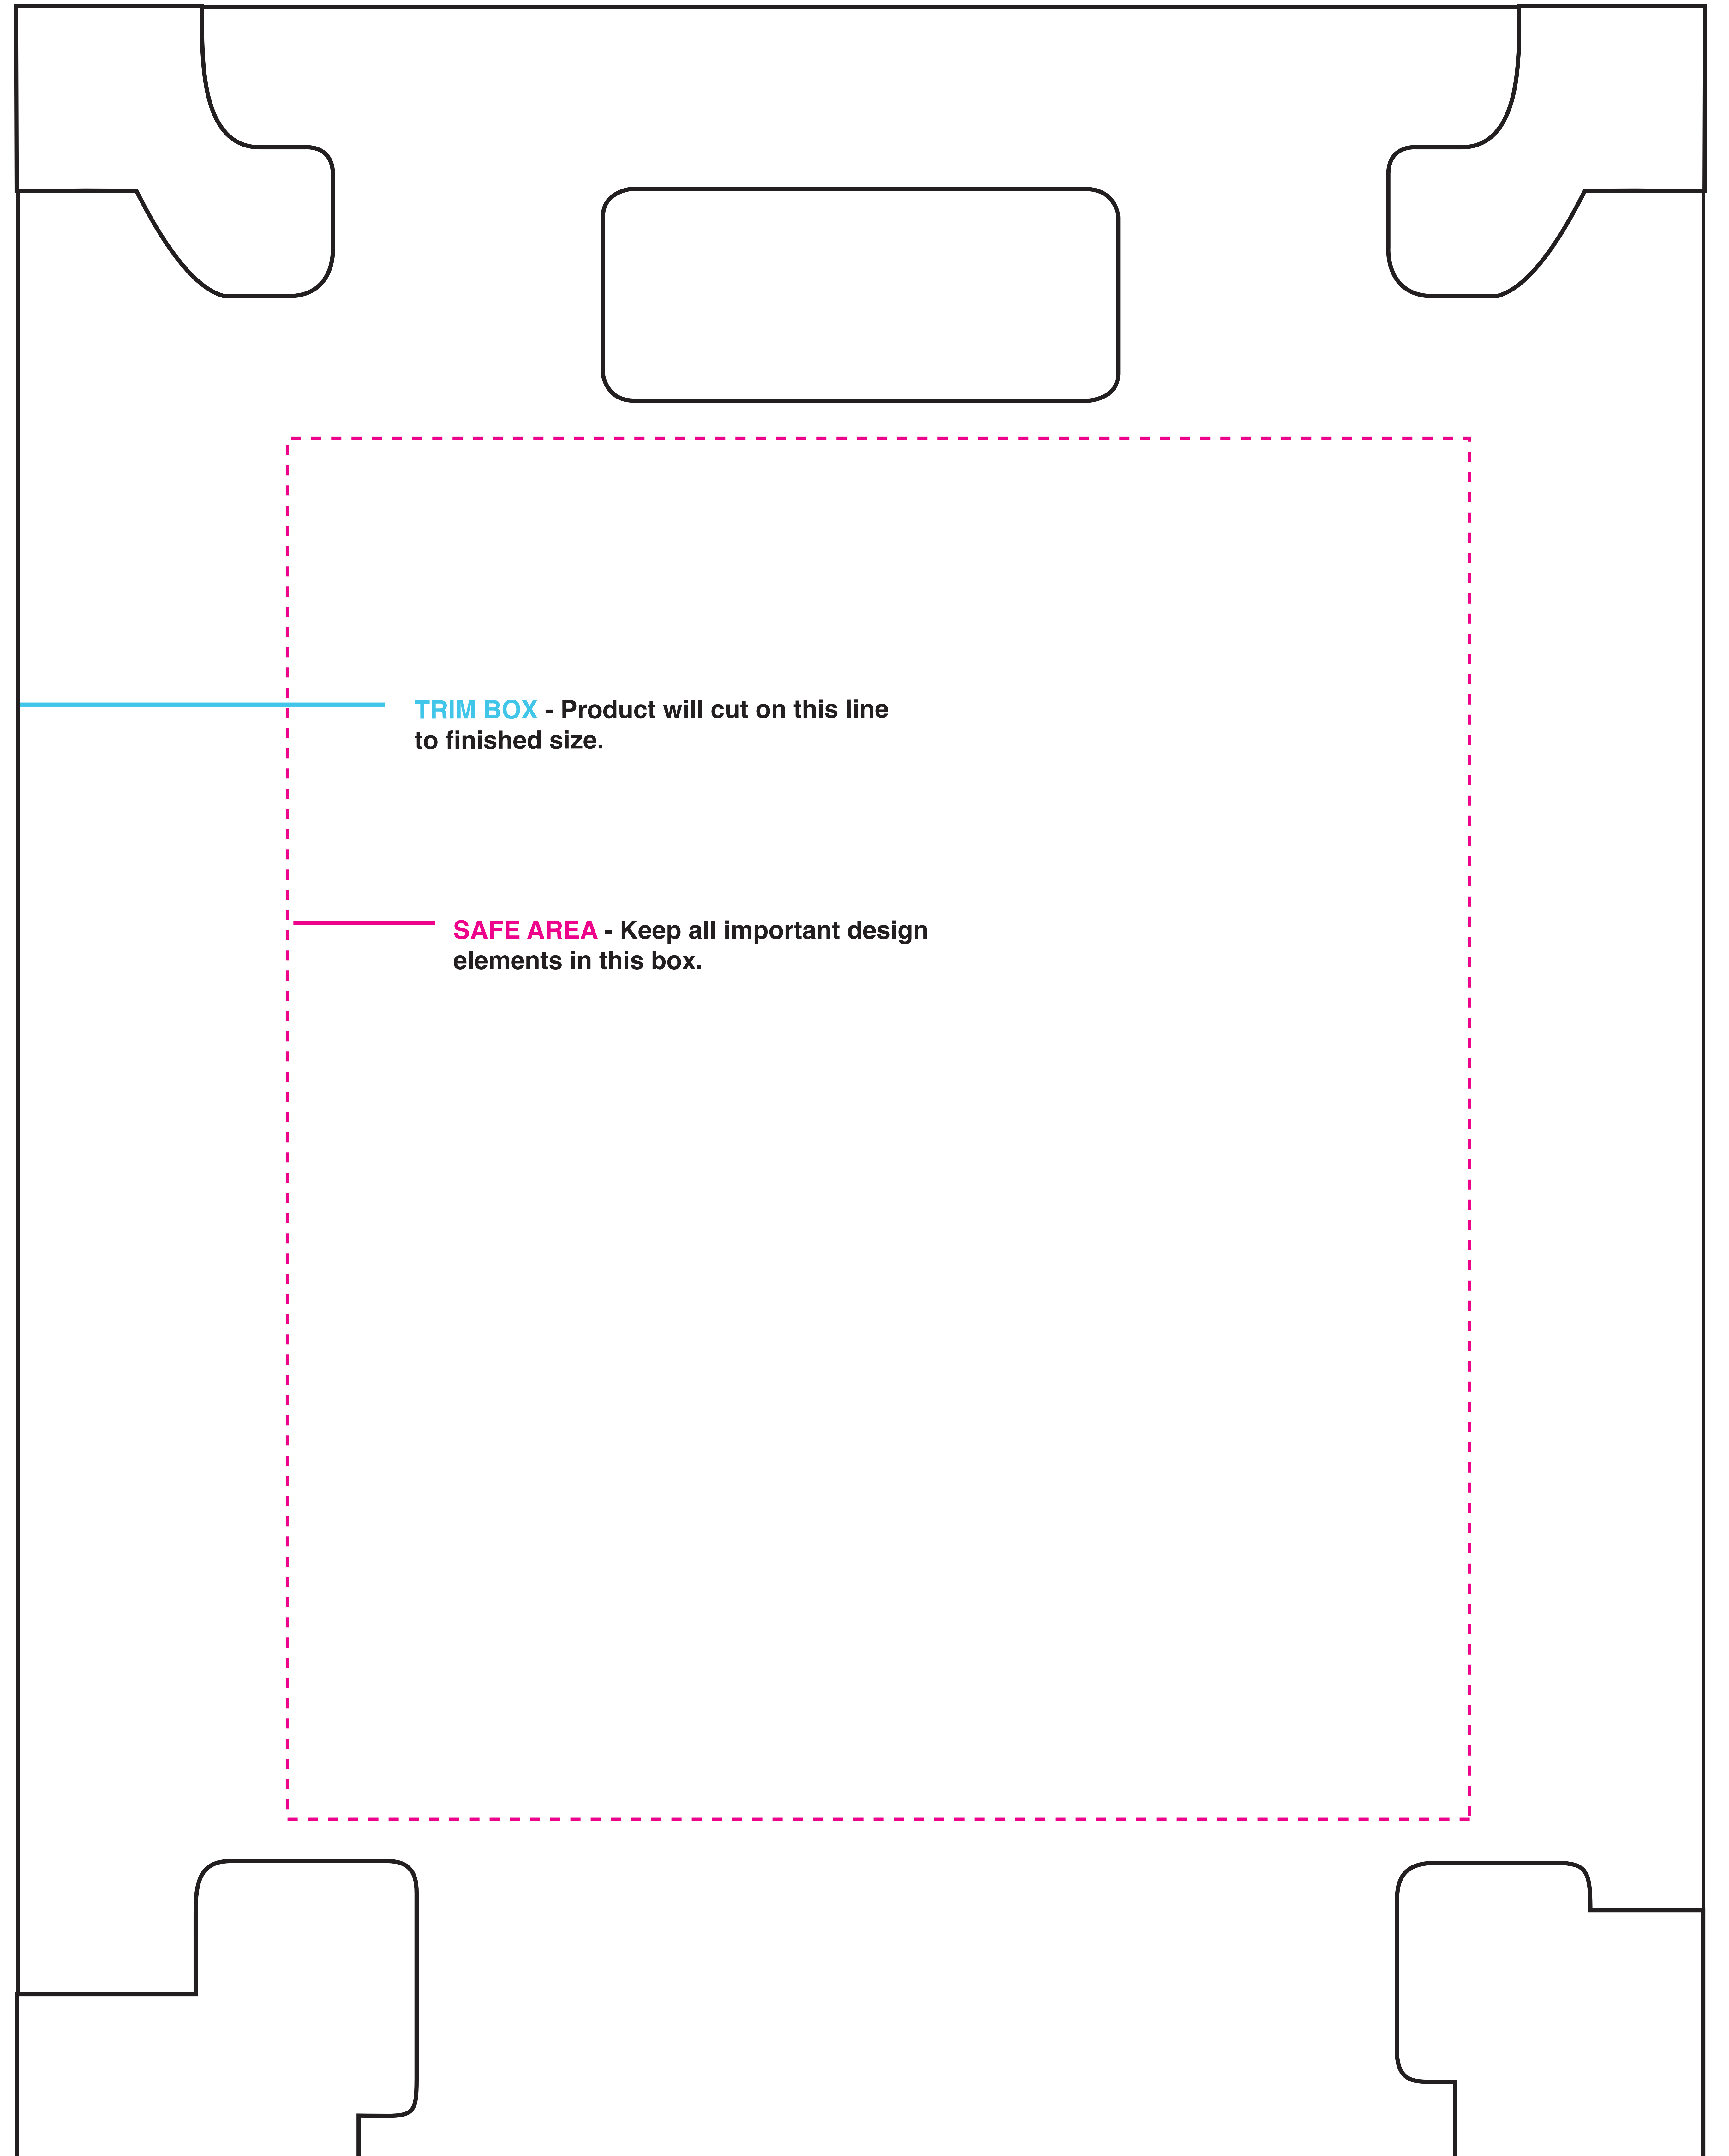 TRIM BOX - Product will cut on this line
to finished size.
SAFE AREA - Keep all important design
elements in this box.